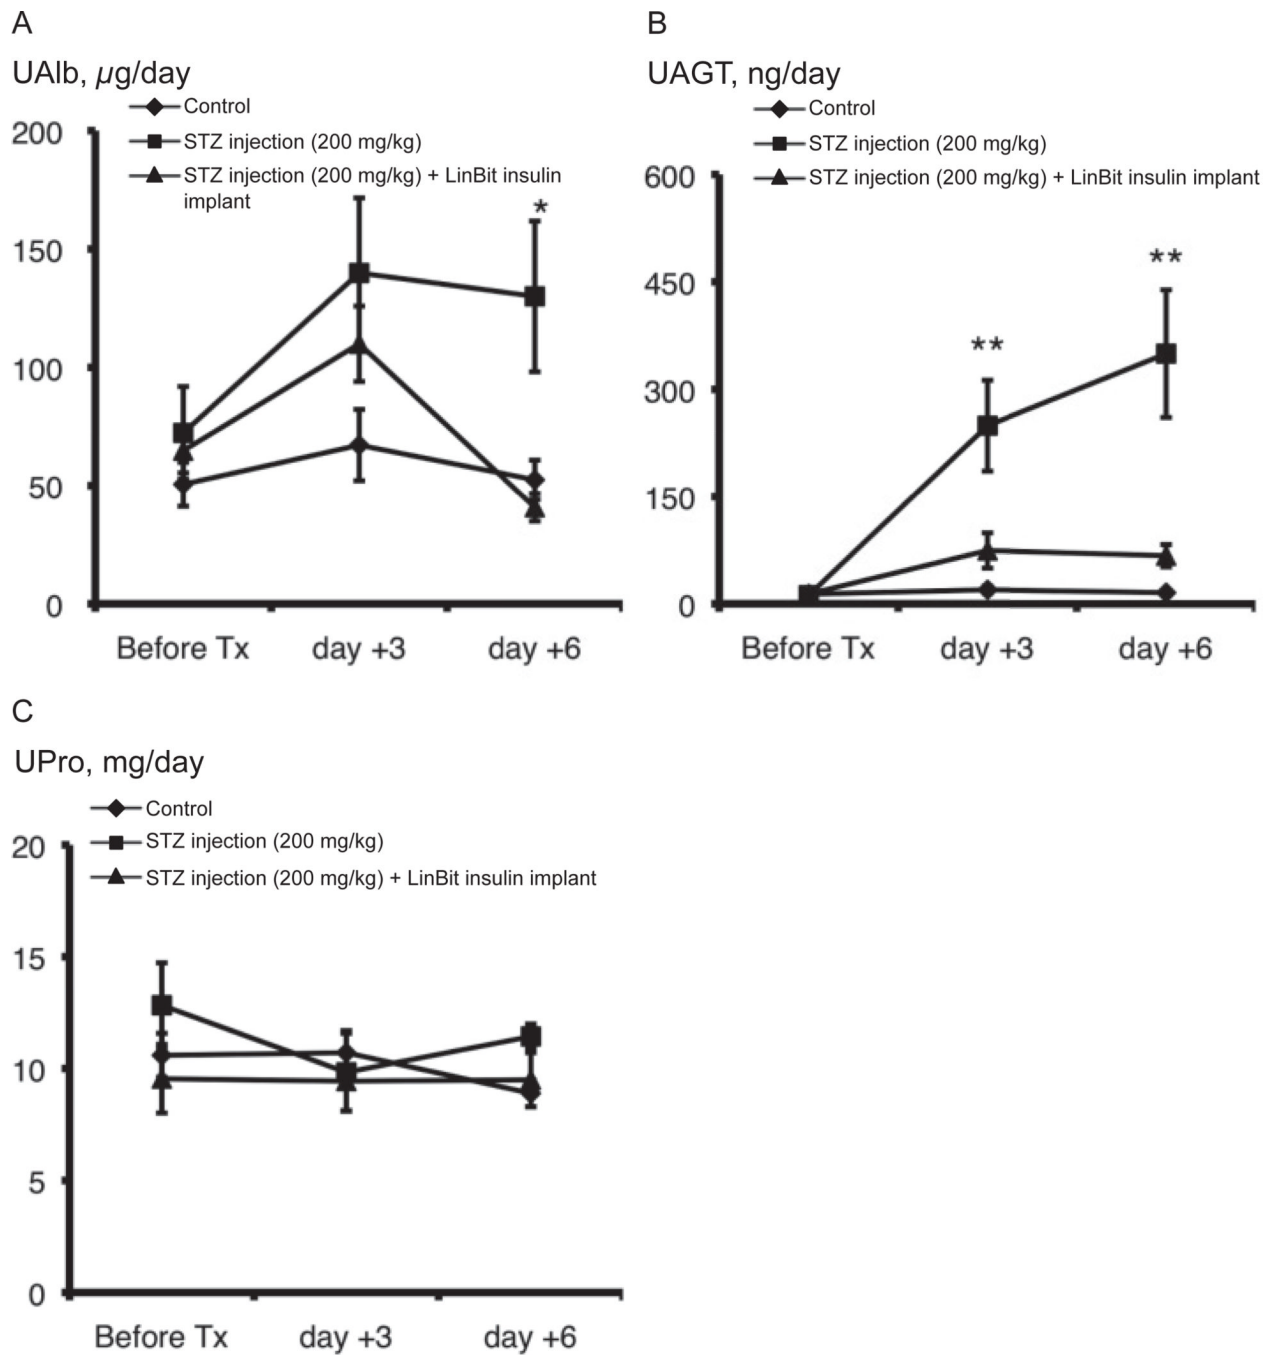 A
UAlb, µg/day
Control
STZ injection (200 mg/kg)
STZ injection (200 mg/kg) + LinBit insulin
implant
200
150
100
50
0
*
Before Tx
day +3
day +6
B
UAGT, ng/day
Control
STZ injection (200 mg/kg)
STZ injection (200 mg/kg) + LinBit insulin implant
600
450
300
150
0
**
**
Before Tx
day +3
day +6
C
UPro, mg/day
Control
STZ injection (200 mg/kg)
STZ injection (200 mg/kg) + LinBit insulin implant
20
15
10
5
0
Before Tx
day +3
day +6